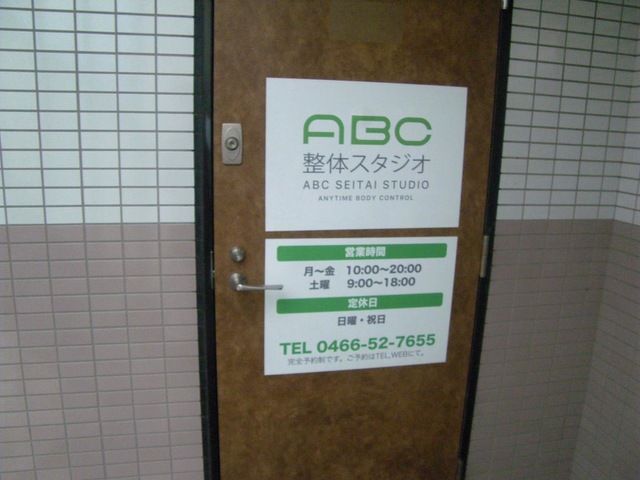 ABC
整体スタジオ
ABC SEITAI STUDIO
ANYTIME BODY CONTROL
営業時間
月〜金 10:00〜20:00
土曜 9:00〜18:00
定休日
日曜・祝日
TEL 0466-52-7655
完全予約制です。ご予約はTEL,WEBにて。